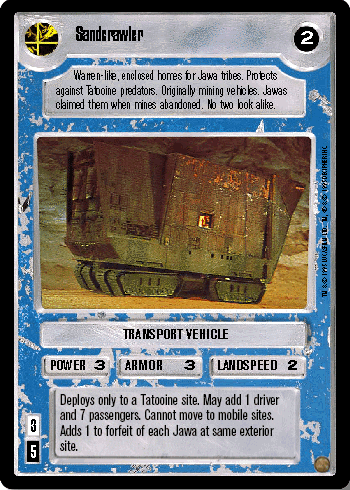 Sandcrawler
2
Warren-like, enclosed homes for Jawa tribes. Protects
against Tatooine predators. Originally mining vehicles. Jawas
claimed them when mines abandoned. No two look alike.
TRANSPORT VEHICLE
POWER 3 ARMOR 3 LANDSPEED 2
Deploys only to a Tatooine site. May add 1 driver
and 7 passengers. Cannot move to mobile sites.
Adds 1 to forfeit of each Jawa at same exterior
site.
3
5